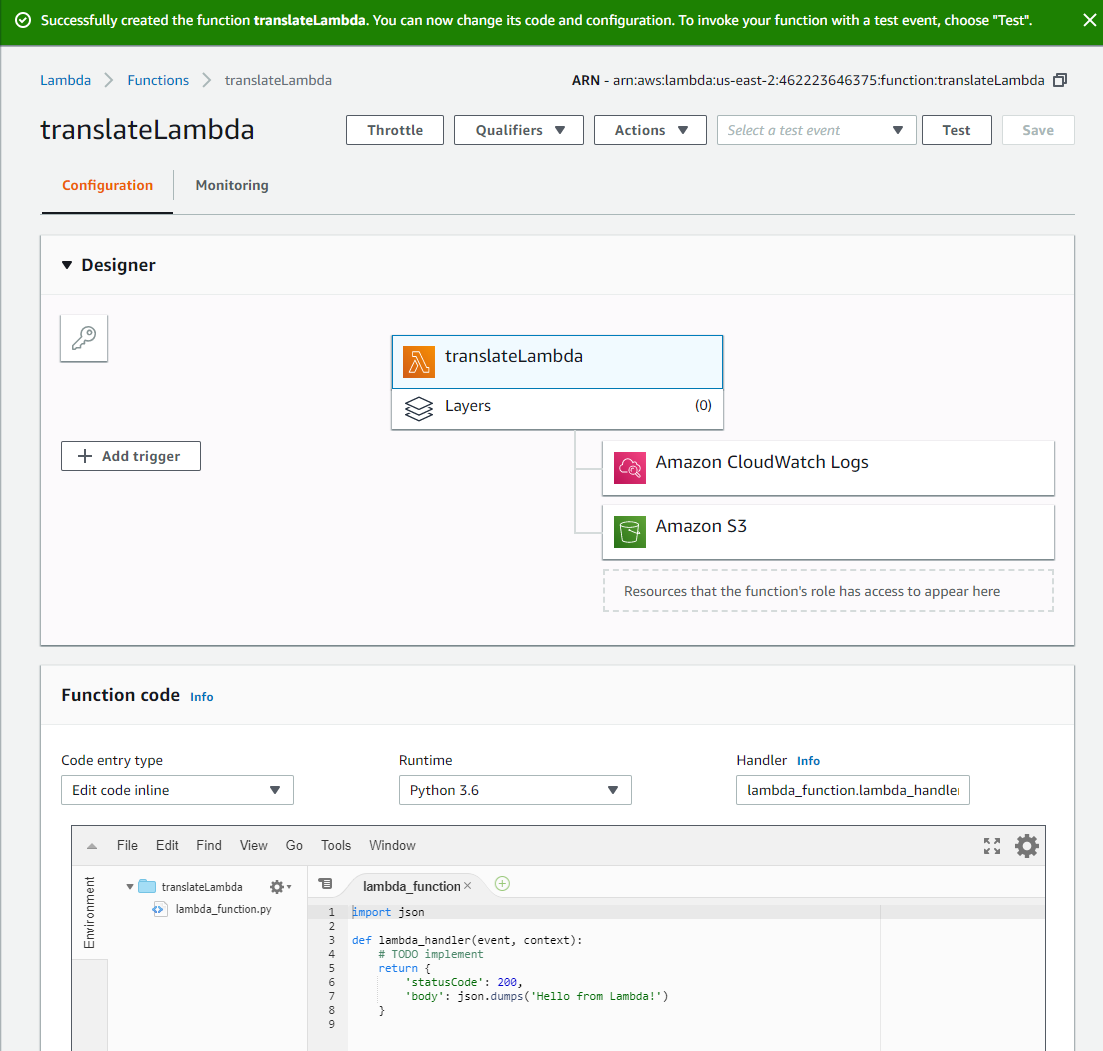 Successfully created the function translateLambda. You can now change its code and configuration. To invoke your function with a test event, choose "Test".
Lambda > Functions > translateLambda
ARN - arn:aws:lambda:us-east-2:462223646375:function:translateLambda
translateLambda
Throttle
Qualifiers
Actions
Select a test event
Test
Save
Configuration
Monitoring
Designer
translateLambda
Layers
(0)
Add trigger
Amazon CloudWatch Logs
Amazon S3
Resources that the function's role has access to appear here
Function code Info
Code entry type
Edit code inline
Runtime
Python 3.6
Handler Info
lambda_function.lambda_handler
File Edit Find View Go Tools Window
Environment
translateLambda
lambda_function.py
lambda_function
1 import json
2
3 def lambda_handler(event, context):
4 # TODO implement
5 return {
6 'statusCode': 200,
7 'body': json.dumps('Hello from Lambda!')
8 }
9